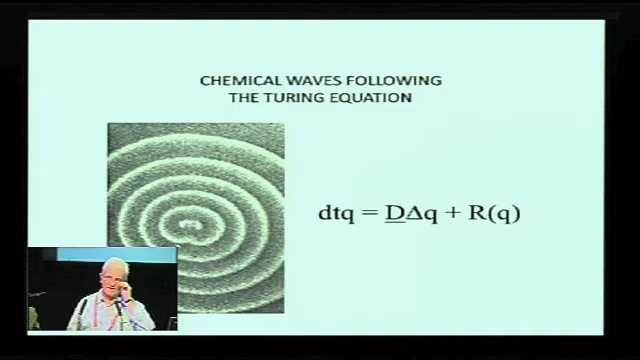 CHEMICAL WAVES FOLLOWING
THE TURING EQUATION
dtq = DΔq + R(q)